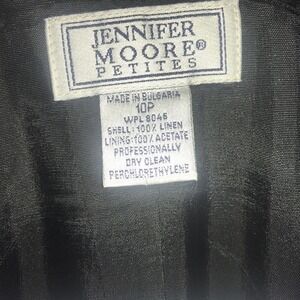 JENNIFER
MOORE®
PETITES
MADE IN BULGARIA
10P
WPL 8046
SHELL: 100% LINEN
LINING: 100% ACETATE
PROFESSIONALLY
DRY CLEAN
PERCHLORETHYLENE